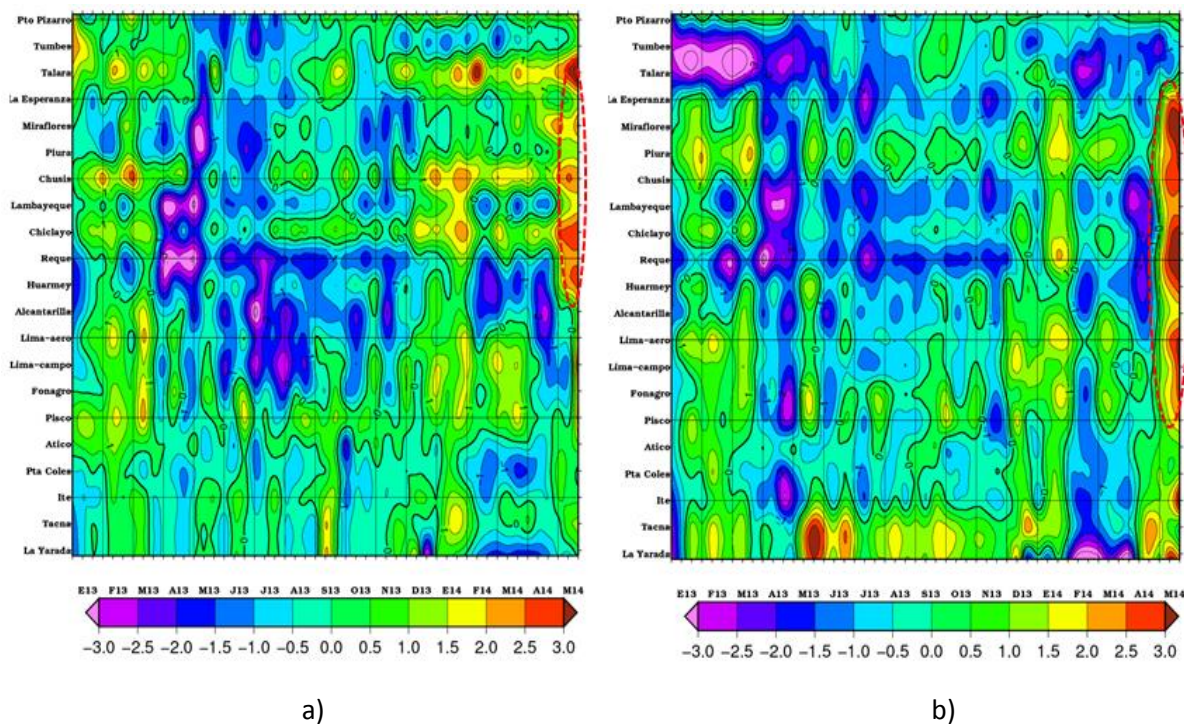 Pto Pizarro
Tumbes
Talara
La Esperanza
Miraflores
Piura
Chusis
Lambayeque
Chiclayo
Reque
Huarmey
Alcantarilla
Lima-aero
Lima-campo
Fonagro
Pisco
Atico
Pta Coles
Ite
Tacna
La Yarada
E13 F13 M13 A13 M13 J13 J13 A13 S13 O13 N13 D13 E14 F14 M14 A14 M14
−3.0 −2.5 −2.0 −1.5 −1.0 −0.5 0.0 0.5 1.0 1.5 2.0 2.5 3.0
a)
Pto Pizarro
Tumbes
Talara
La Esperanza
Miraflores
Piura
Chusis
Lambayeque
Chiclayo
Reque
Huarmey
Alcantarilla
Lima-aero
Lima-campo
Fonagro
Pisco
Atico
Pta Coles
Ite
Tacna
La Yarada
E13 F13 M13 A13 M13 J13 J13 A13 S13 O13 N13 D13 E14 F14 M14 A14 M14
−3.0 −2.5 −2.0 −1.5 −1.0 −0.5 0.0 0.5 1.0 1.5 2.0 2.5 3.0
b)